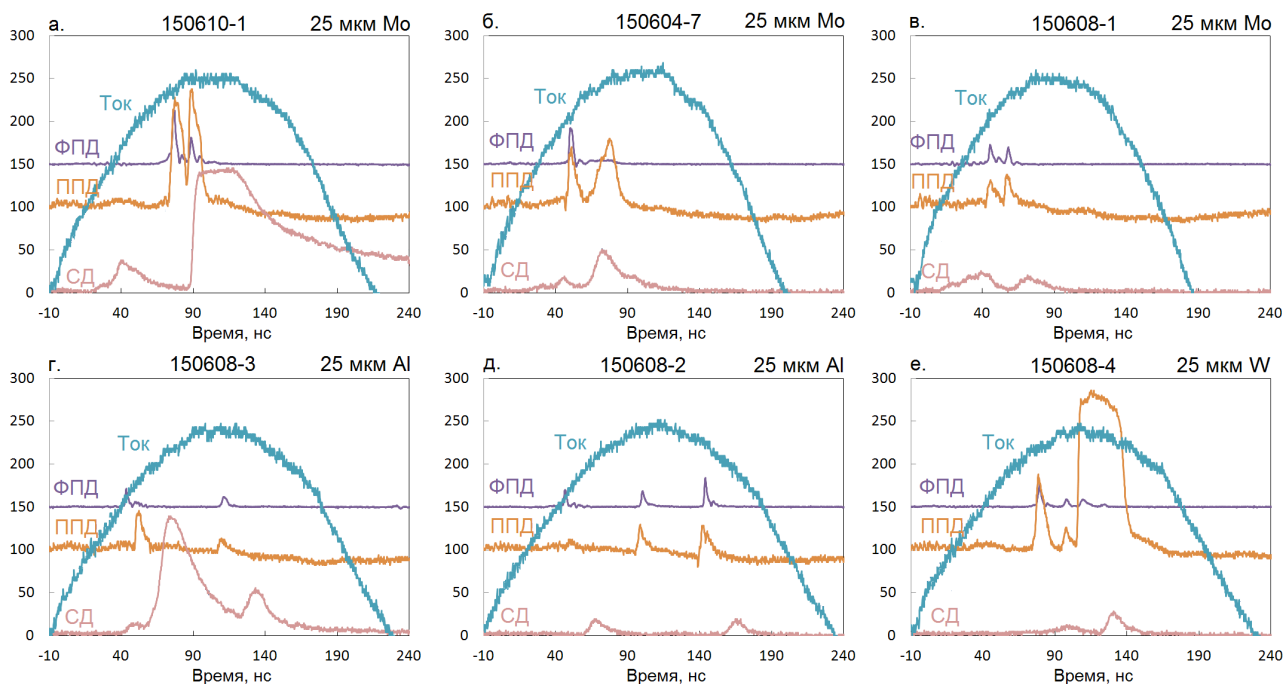 а. 150610-1 25 мкм Mo
300
250
200
150
100
50
0
Ток
ФПД
ППД
СД
-10 40 90 140 190 240
Время, нс
б. 150604-7 25 мкм Mo
300
250
200
150
100
50
0
Ток
ФПД
ППД
СД
-10 40 90 140 190 240
Время, нс
в. 150608-1 25 мкм Mo
300
250
200
150
100
50
0
Ток
ФПД
ППД
СД
-10 40 90 140 190 240
Время, нс
г. 150608-3 25 мкм Al
300
250
200
150
100
50
0
Ток
ФПД
ППД
СД
-10 40 90 140 190 240
Время, нс
д. 150608-2 25 мкм Al
300
250
200
150
100
50
0
Ток
ФПД
ППД
СД
-10 40 90 140 190 240
Время, нс
е. 150608-4 25 мкм W
300
250
200
150
100
50
0
Ток
ФПД
ППД
СД
-10 40 90 140 190 240
Время, нс